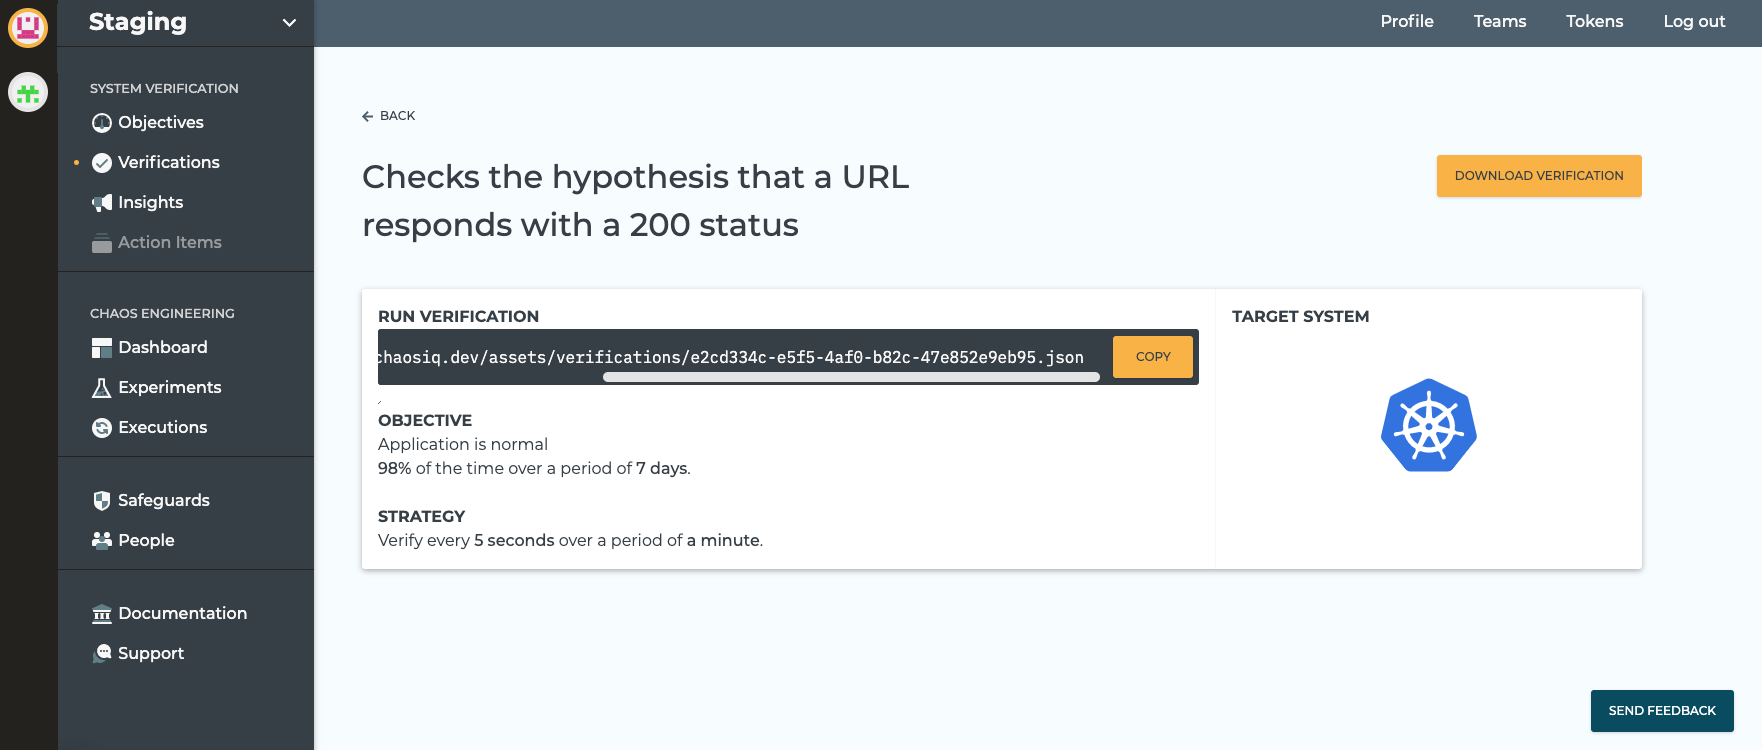 Staging
Profile
Teams
Tokens
Log out
SYSTEM VERIFICATION
Objectives
Verifications
Insights
Action Items
CHAOS ENGINEERING
Dashboard
Experiments
Executions
Safeguards
People
Documentation
Support
BACK
Checks the hypothesis that a URL
responds with a 200 status
DOWNLOAD VERIFICATION
RUN VERIFICATION
chaosiq.dev/assets/verifications/e2cd334c-e5f5-4af0-b82c-47e852e9eb95.json
COPY
OBJECTIVE
Application is normal
98% of the time over a period of 7 days.
STRATEGY
Verify every 5 seconds over a period of a minute.
TARGET SYSTEM
SEND FEEDBACK